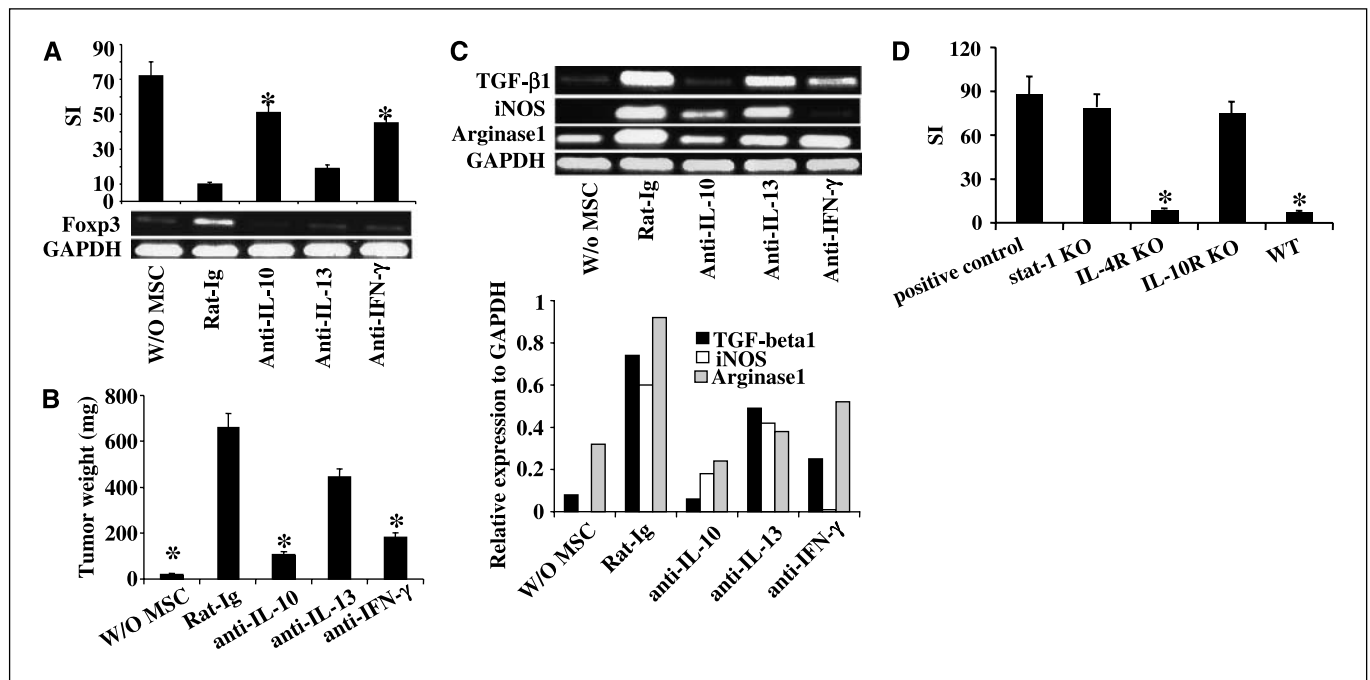 A
90
70
50
30
10
0
SI
*
*
Foxp3
GAPDH
W/O MSC
Rat-Ig
Anti-IL-10
Anti-IL-13
Anti-IFN-γ
B
800
600
400
200
0
Tumor weight (mg)
*
*
*
W/O MSC
Rat-Ig
anti-IL-10
anti-IL-13
anti-IFN-γ
C
TGF-β1
iNOS
Arginase1
GAPDH
W/o MSC
Rat-Ig
Anti-IL-10
Anti-IL-13
Anti-IFN-γ
1
0.8
0.6
0.4
0.2
0
Relative expression to GAPDH
TGF-beta1
iNOS
Arginase1
W/O MSC
Rat-Ig
anti-IL-10
anti-IL-13
anti-IFN-γ
D
120
90
60
30
0
SI
*
*
positive control
stat-1 KO
IL-4R KO
IL-10R KO
WT